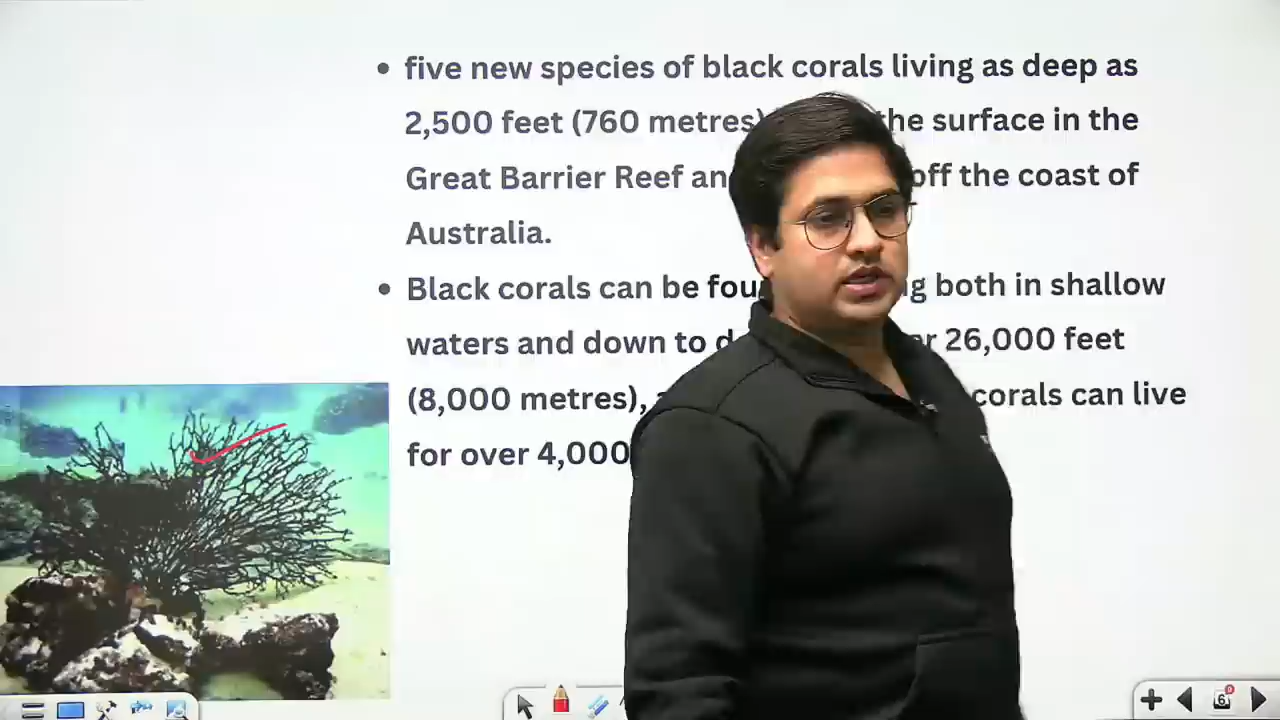 five new species of black corals living as deep as
2,500 feet (760 metres) the surface in the
Great Barrier Reef off the coast of
Australia.
Black corals can be both in shallow
waters and down to 26,000 feet
(8,000 metres), corals can live
for over 4,000
6